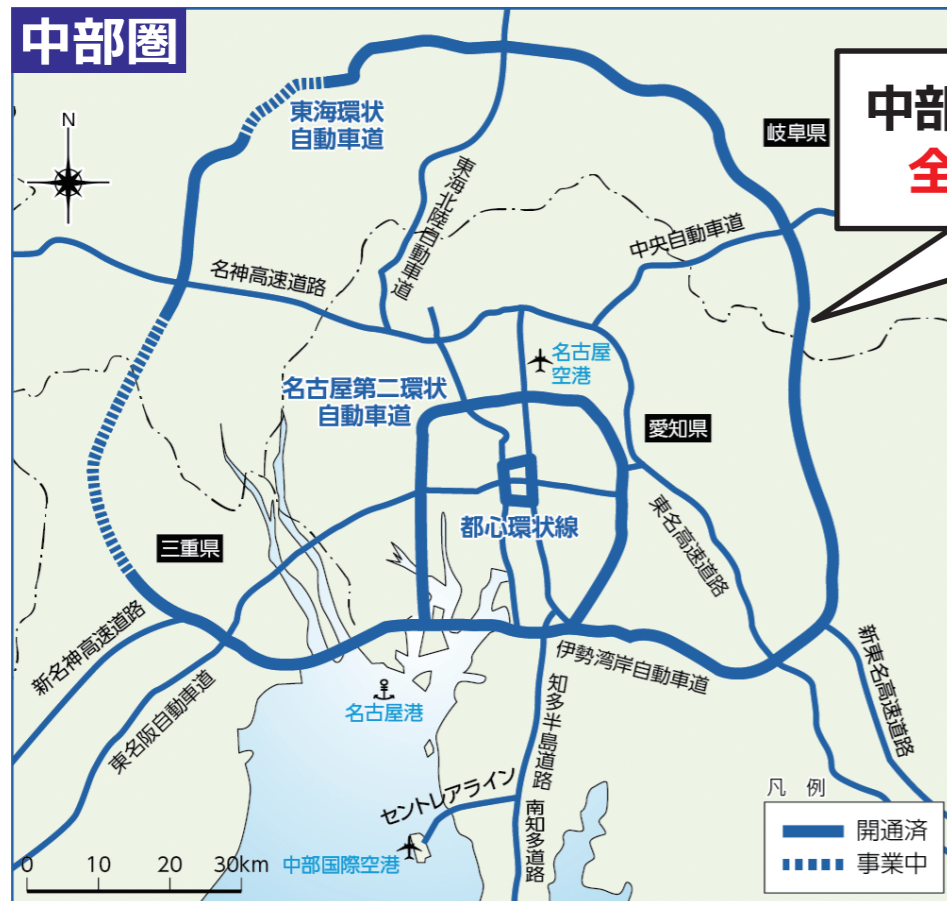 中部圏
N
東海環状
自動車道
岐阜県
中部
全
東海北陸自動車道
中央自動車道
名神高速道路
名古屋
空港
名古屋第二環状
自動車道
愛知県
都心環状線
東名高速道路
三重県
新名神高速道路
東名阪自動車道
伊勢湾岸自動車道
新東名高速道路
名古屋港
知多半島道路
セントレアライン
南知多道路
中部国際空港
0 10 20 30km
凡 例
開通済
事業中